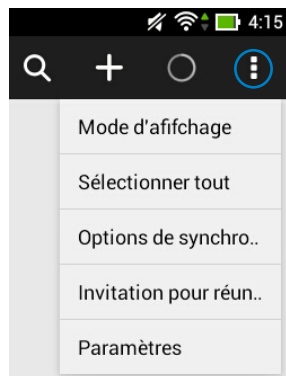 4:15
Mode d'afifchage
Sélectionner tout
Options de synchro..
Invitation pour réun..
Paramètres